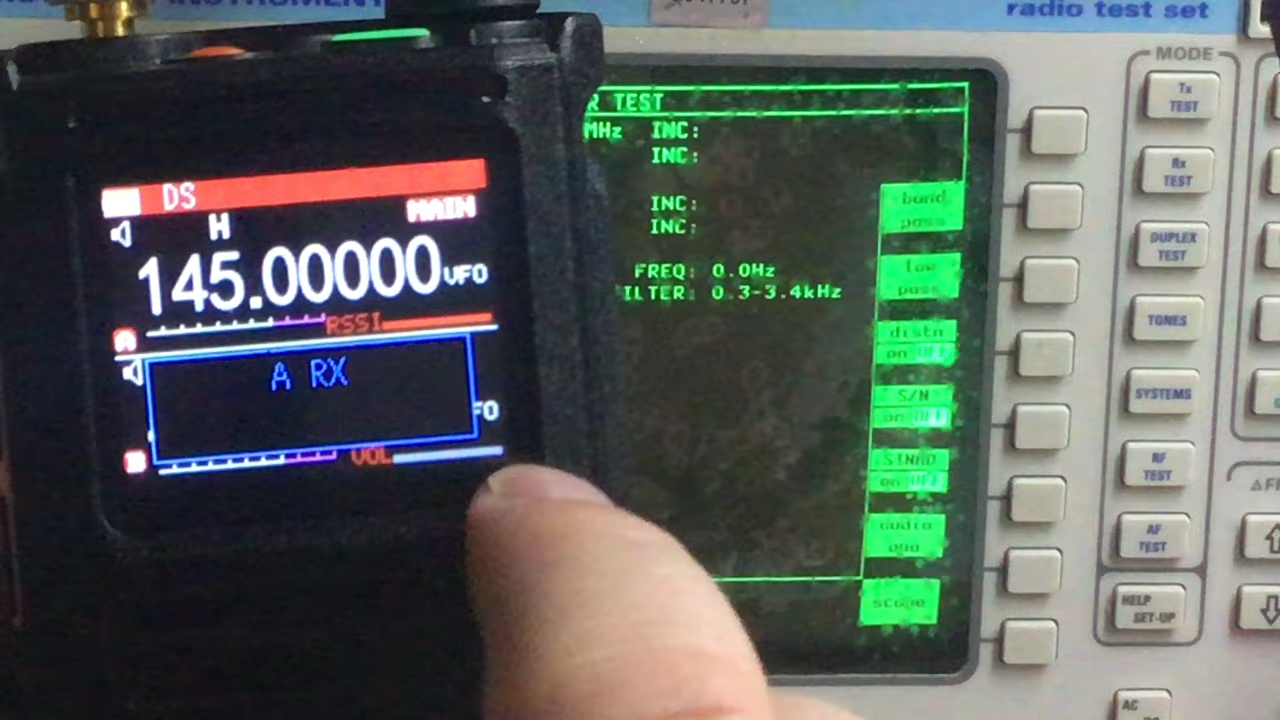 INSTRUMENT
radio test set
DS
MAIN
H
145.00000
VFO
A
RSSI
A RX
FO
B
VOL
R TEST
MHz INC:
INC:
INC:
INC:
FREQ: 0.0Hz
ILTER: 0.3-3.4kHz
band
pass
low
pass
distn
on OFF
S/N
on OFF
SINAD
on OFF
audio
scope
MODE
Tx
TEST
Rx
TEST
DUPLEX
TEST
TONES
SYSTEMS
RF
TEST
AF
TEST
HELP
SET-UP
AC